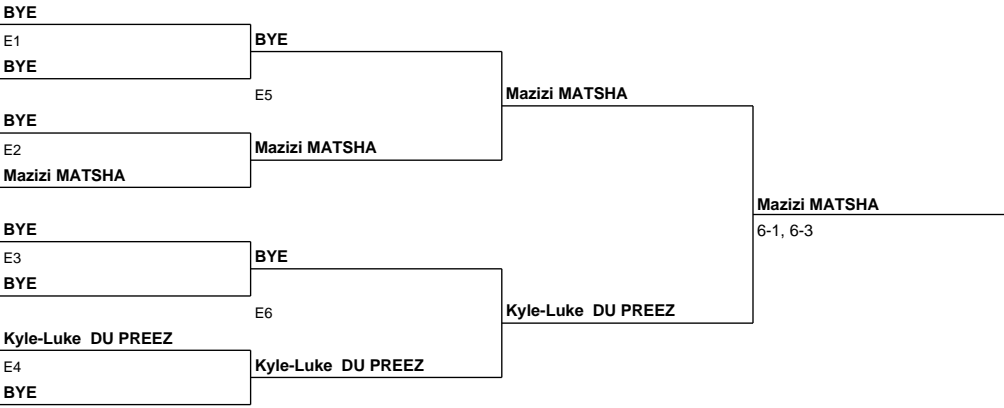 BYE
E1
BYE
BYE
E5
BYE
E2
Mazizi MATSHA
Mazizi MATSHA
Mazizi MATSHA
BYE
E3
BYE
BYE
E6
Kyle-Luke DU PREEZ
E4
BYE
Kyle-Luke DU PREEZ
Kyle-Luke DU PREEZ
Mazizi MATSHA
6-1, 6-3